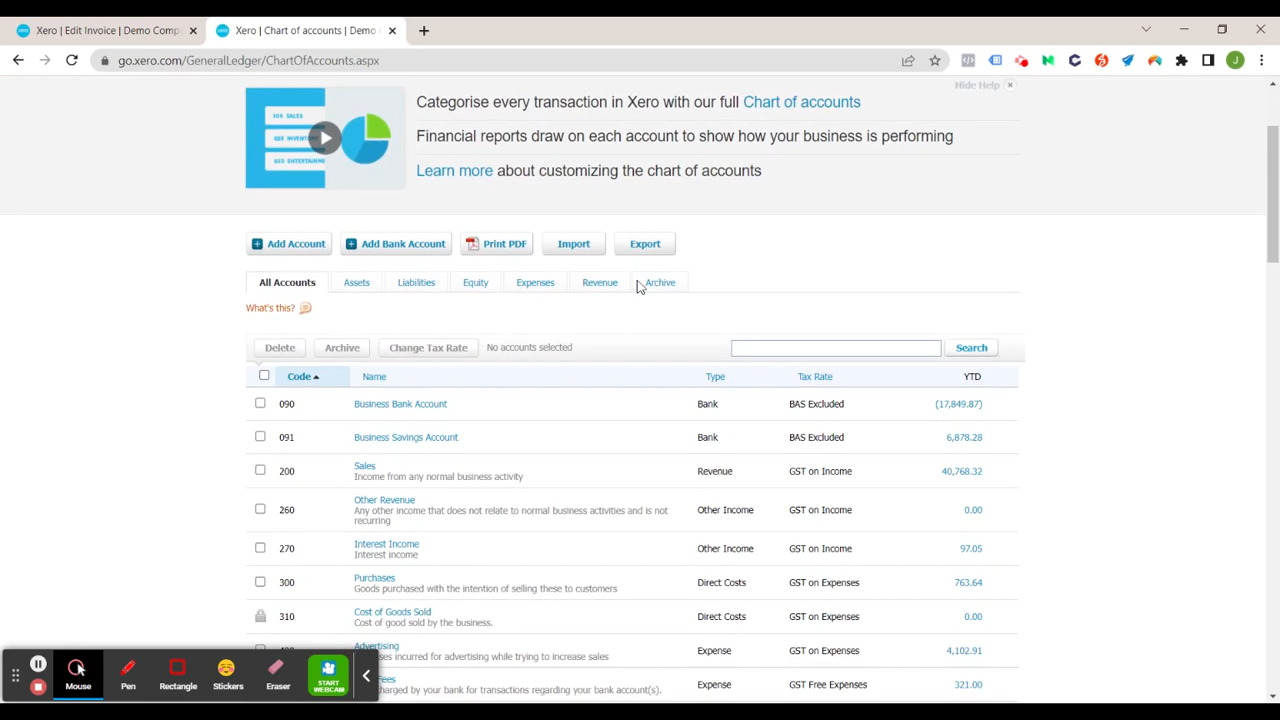 Xero | Edit Invoice | Demo Comp
Xero | Chart of accounts | Demo
go.xero.com/GeneralLedger/ChartOfAccounts.aspx
J
Hide Help
Categorise every transaction in Xero with our full Chart of accounts
Financial reports draw on each account to show how your business is performing
Learn more about customizing the chart of accounts
Add Account
Add Bank Account
Print PDF
Import
Export
All Accounts
Assets
Liabilities
Equity
Expenses
Revenue
Archive
What's this?
Delete
Archive
Change Tax Rate
No accounts selected
Search
Code Name Type Tax Rate YTD
090 Business Bank Account Bank BAS Excluded (17,849.87)
091 Business Savings Account Bank BAS Excluded 6,878.28
200 Sales Revenue GST on Income 40,768.32
Income from any normal business activity
260 Other Revenue Other Income GST on Income 0.00
Any other income that does not relate to normal business activities and is not
recurring
270 Interest Income Other Income GST on Income 97.05
Interest income
300 Purchases Direct Costs GST on Expenses 763.64
Goods purchased with the intention of selling these to customers
310 Cost of Goods Sold Direct Costs GST on Expenses 0.00
Cost of good sold by the business.
Advertising Expense GST on Expenses 4,102.91
incurred for advertising while trying to increase sales
Fees Expense GST Free Expenses 321.00
charged by your bank for transactions regarding your bank account(s).
Mouse
Pen
Rectangle
Stickers
Eraser
START
WEBCAM